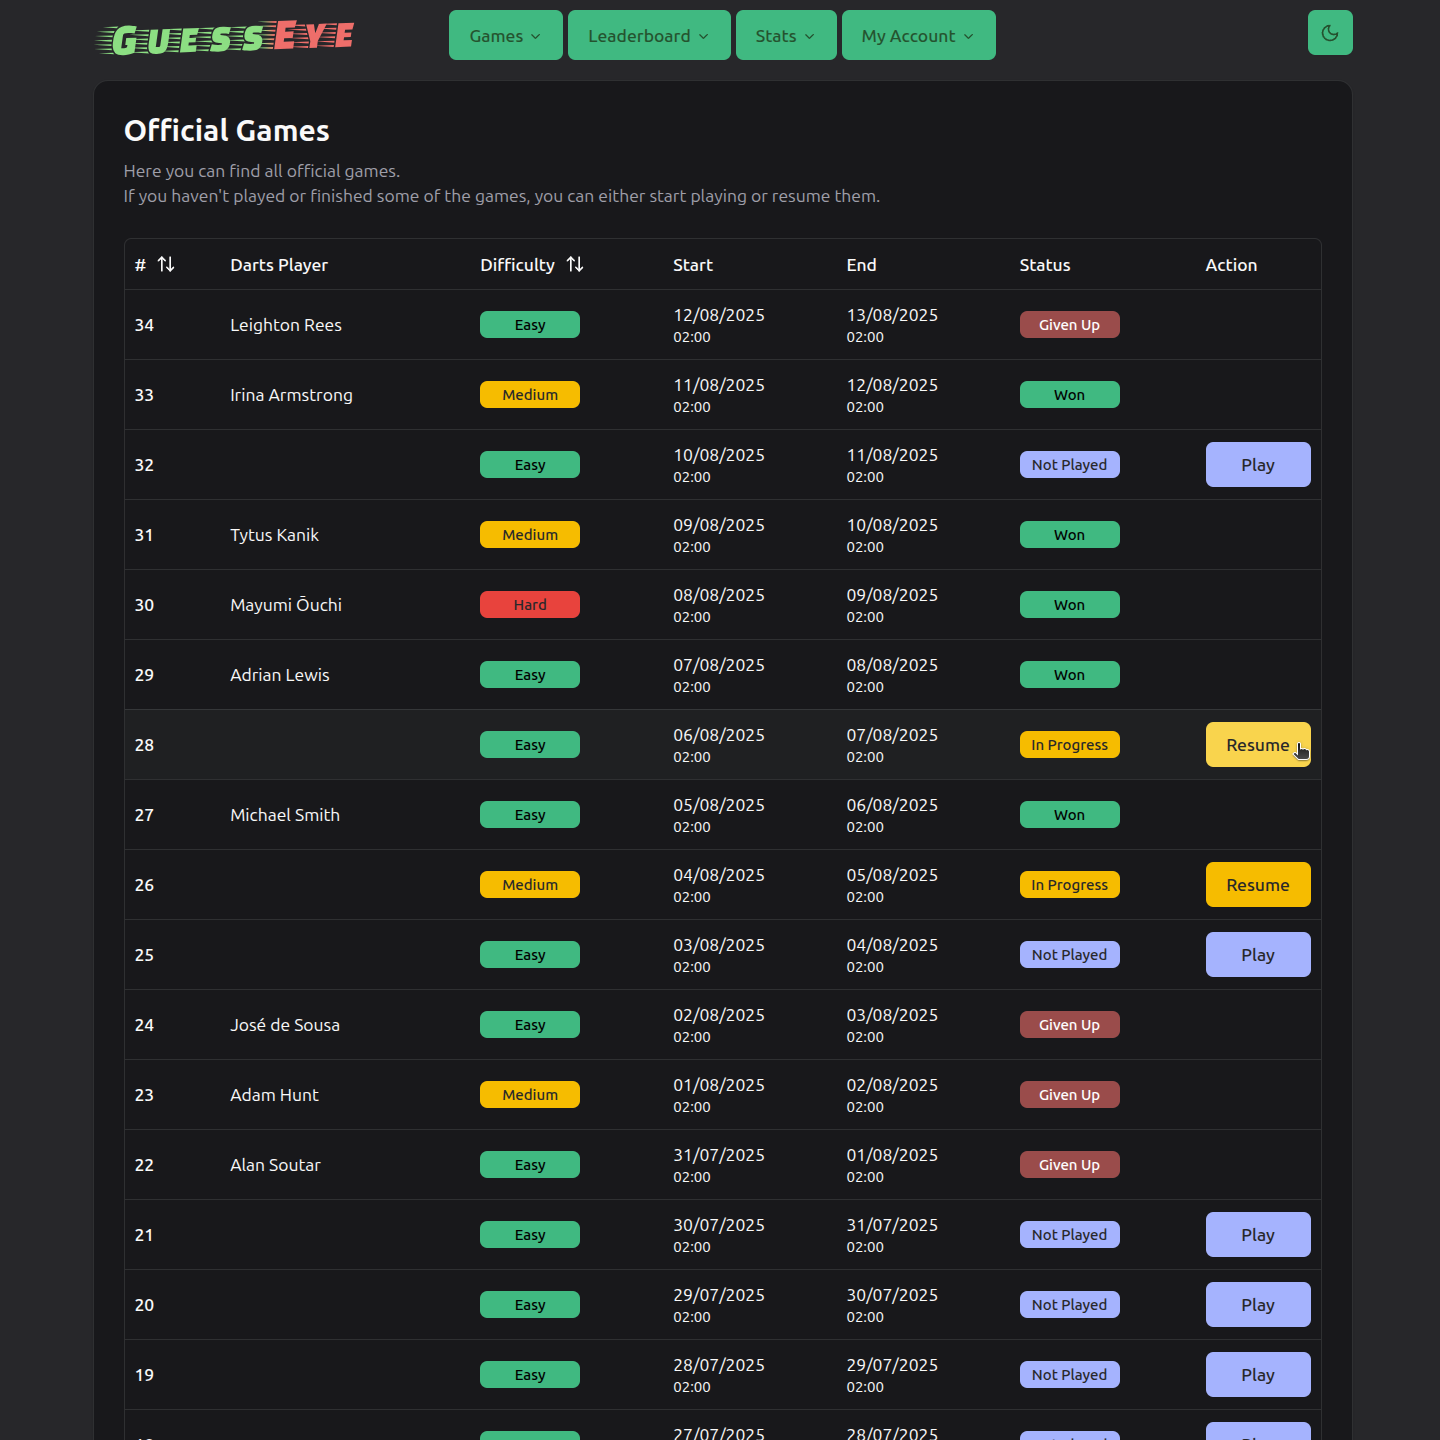 GUESSEYE
Games
Leaderboard
Stats
My Account
Official Games
Here you can find all official games.
If you haven't played or finished some of the games, you can either start playing or resume them.
# Darts Player Difficulty Start End Status Action
34 Leighton Rees Easy 12/08/2025 02:00 13/08/2025 02:00 Given Up
33 Irina Armstrong Medium 11/08/2025 02:00 12/08/2025 02:00 Won
32 Easy 10/08/2025 02:00 11/08/2025 02:00 Not Played Play
31 Tytus Kanik Medium 09/08/2025 02:00 10/08/2025 02:00 Won
30 Mayumi Ōuchi Hard 08/08/2025 02:00 09/08/2025 02:00 Won
29 Adrian Lewis Easy 07/08/2025 02:00 08/08/2025 02:00 Won
28 Easy 06/08/2025 02:00 07/08/2025 02:00 In Progress Resume
27 Michael Smith Easy 05/08/2025 02:00 06/08/2025 02:00 Won
26 Medium 04/08/2025 02:00 05/08/2025 02:00 In Progress Resume
25 Easy 03/08/2025 02:00 04/08/2025 02:00 Not Played Play
24 José de Sousa Easy 02/08/2025 02:00 03/08/2025 02:00 Given Up
23 Adam Hunt Medium 01/08/2025 02:00 02/08/2025 02:00 Given Up
22 Alan Soutar Easy 31/07/2025 02:00 01/08/2025 02:00 Given Up
21 Easy 30/07/2025 02:00 31/07/2025 02:00 Not Played Play
20 Easy 29/07/2025 02:00 30/07/2025 02:00 Not Played Play
19 Easy 28/07/2025 02:00 29/07/2025 02:00 Not Played Play
27/07/2025 28/07/2025